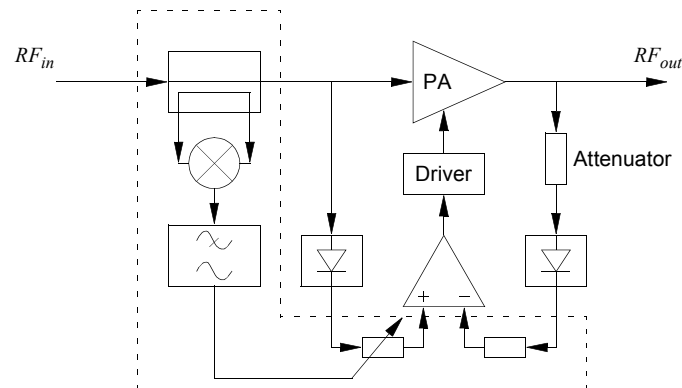 RF_in
PA
RF_out
Driver
Attenuator
+ −